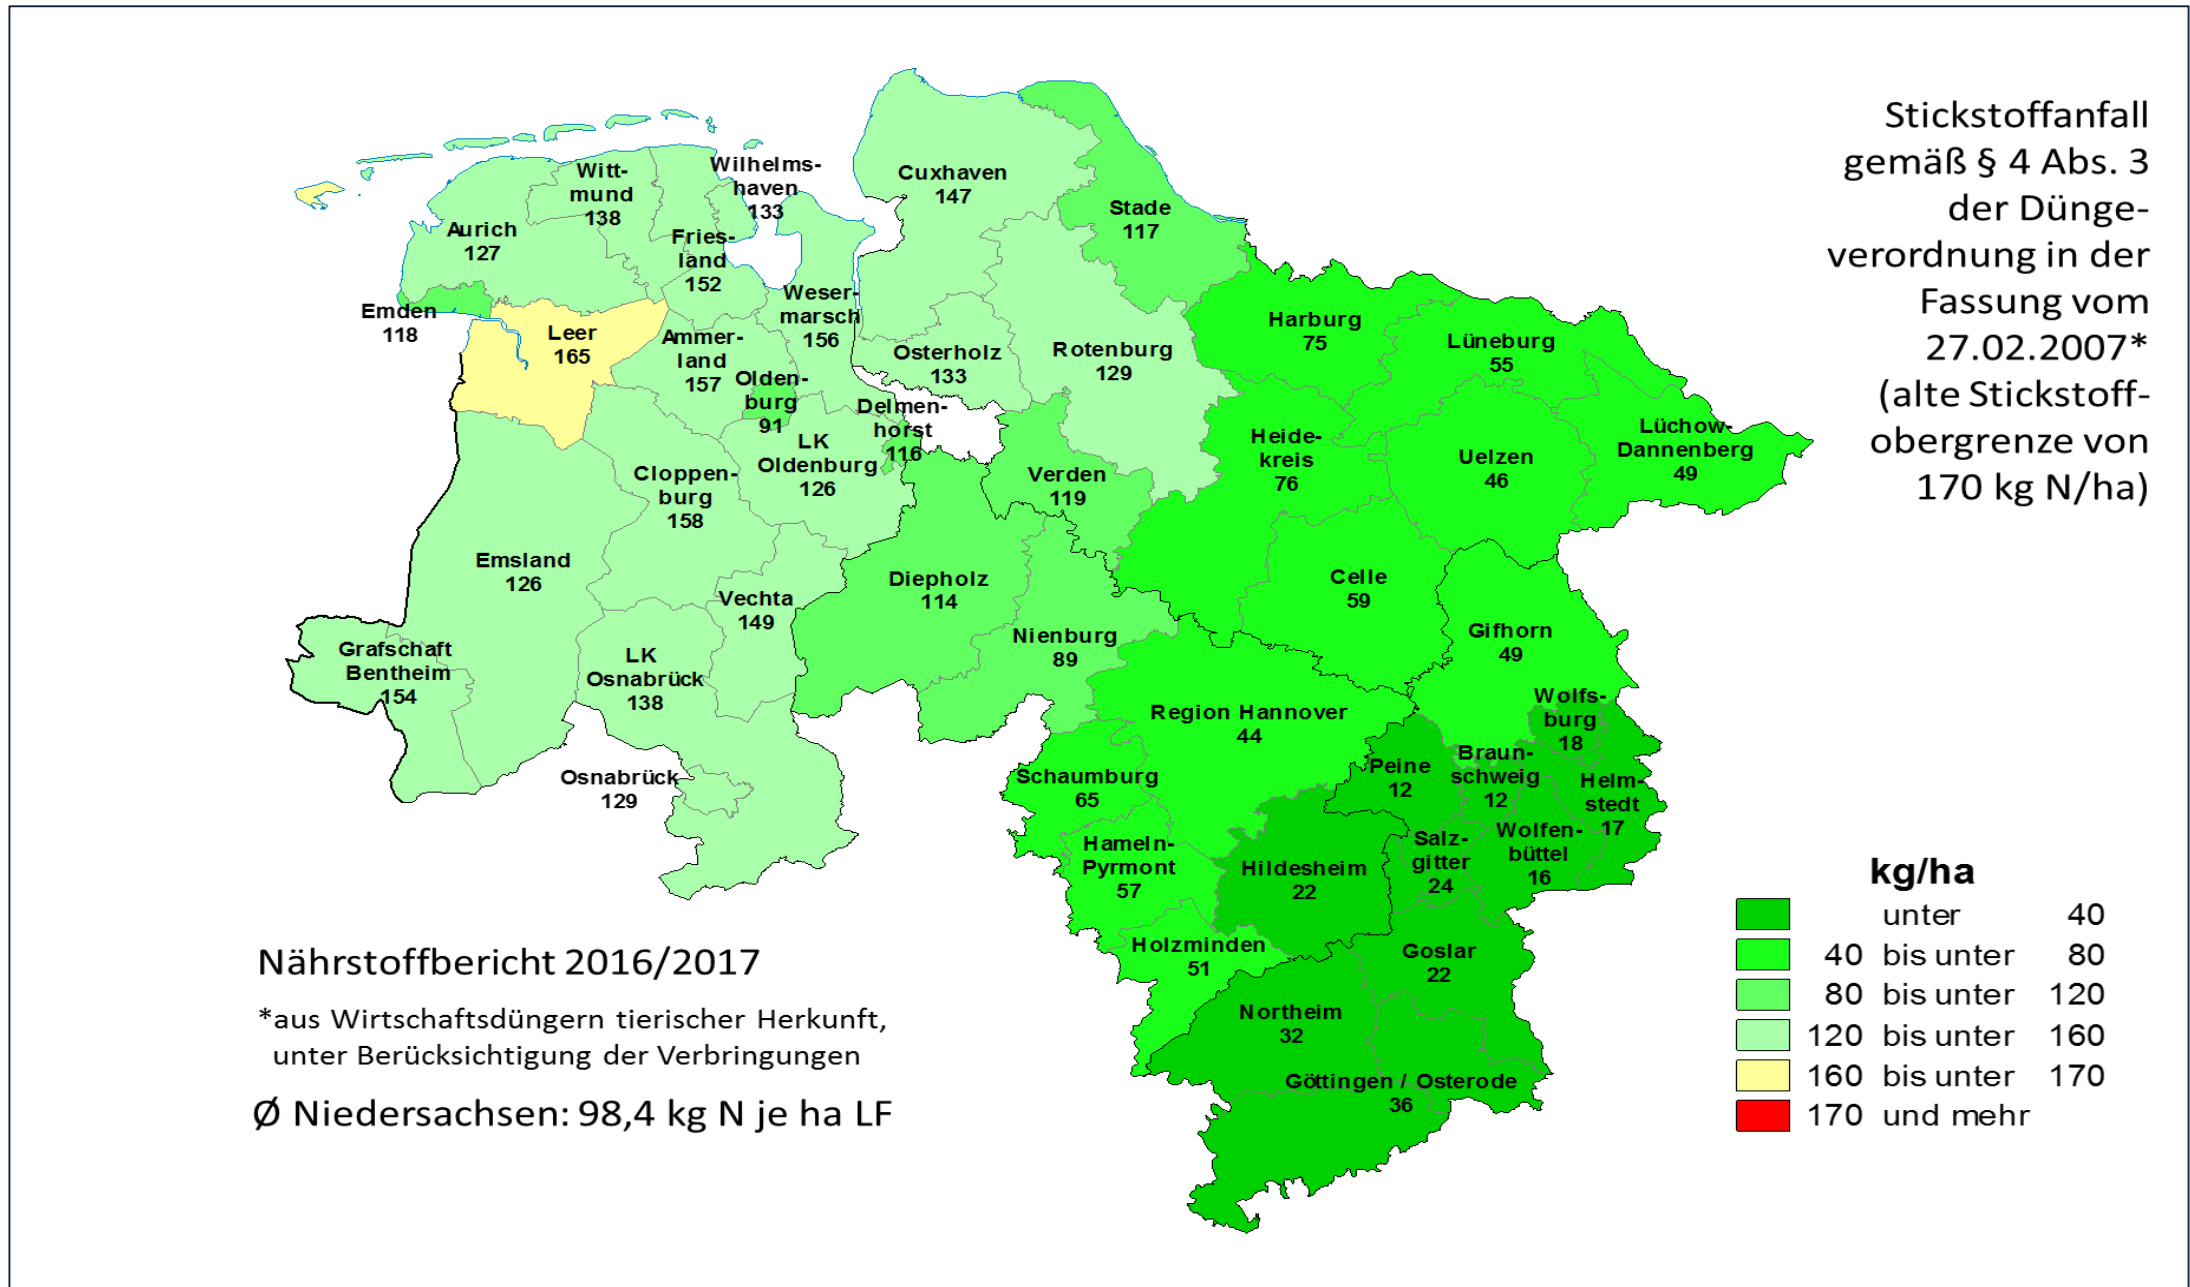 Stickstoffanfall
gemäß § 4 Abs. 3
der Dünge-
verordnung in der
Fassung vom
27.02.2007*
(alte Stickstoff-
obergrenze von
170 kg N/ha)
Cuxhaven
147
Stade
117
Wilhelms-
haven
133
Witt-
mund
138
Aurich
127
Fries-
land
152
Emden
118
Leer
165
Weser-
marsch
156
Ammer-
land
157
Olden-
burg
91
Osterholz
133
Rotenburg
129
Harburg
75
Lüneburg
55
Delmen-
horst
116
LK
Oldenburg
126
Cloppen-
burg
158
Verden
119
Heide-
kreis
76
Uelzen
46
Lüchow-
Dannenberg
49
Emsland
126
Vechta
149
Diepholz
114
Celle
59
Nienburg
89
Gifhorn
49
Grafschaft
Bentheim
154
LK
Osnabrück
138
Region Hannover
44
Wolfs-
burg
18
Osnabrück
129
Schaumburg
65
Peine
12
Braun-
schweig
12
Helm-
stedt
17
Hameln-
Pyrmont
57
Hildesheim
22
Salz-
gitter
24
Wolfen-
büttel
16
Holzminden
51
Goslar
22
Northeim
32
Göttingen / Osterode
36
Nährstoffbericht 2016/2017
*aus Wirtschaftsdüngern tierischer Herkunft,
unter Berücksichtigung der Verbringungen
Ø Niedersachsen: 98,4 kg N je ha LF
kg/ha
unter 40
40 bis unter 80
80 bis unter 120
120 bis unter 160
160 bis unter 170
170 und mehr